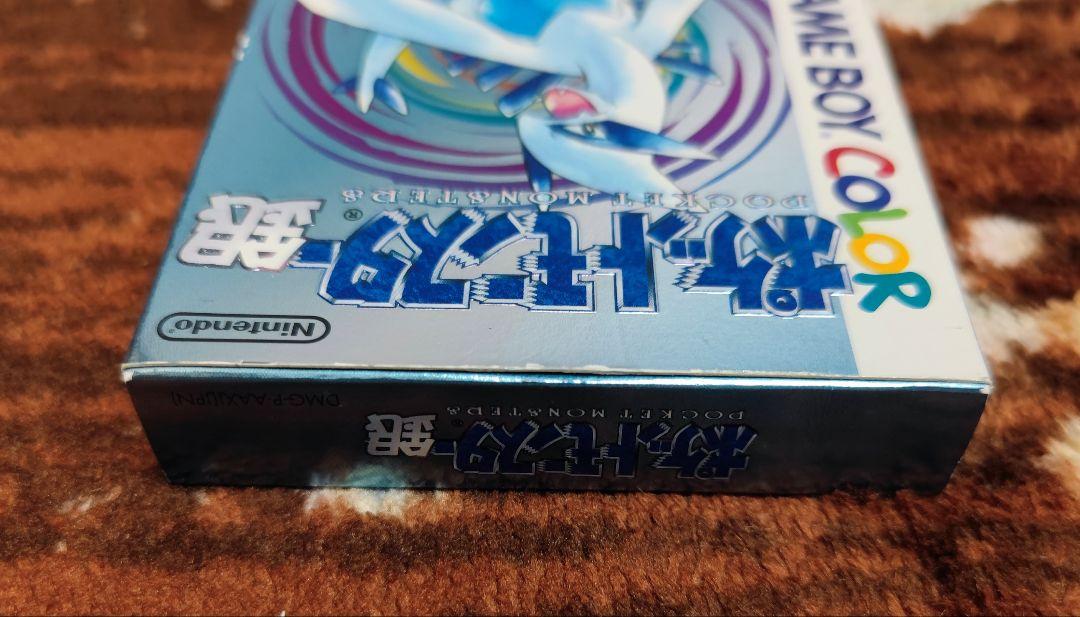 GAME BOY COLOR
POCKET MONSTERS
ポケットモンスター®銀
Nintendo®
POCKET MONSTERS
ポケットモンスター®銀
DMG-P-AAXJ(JPN)